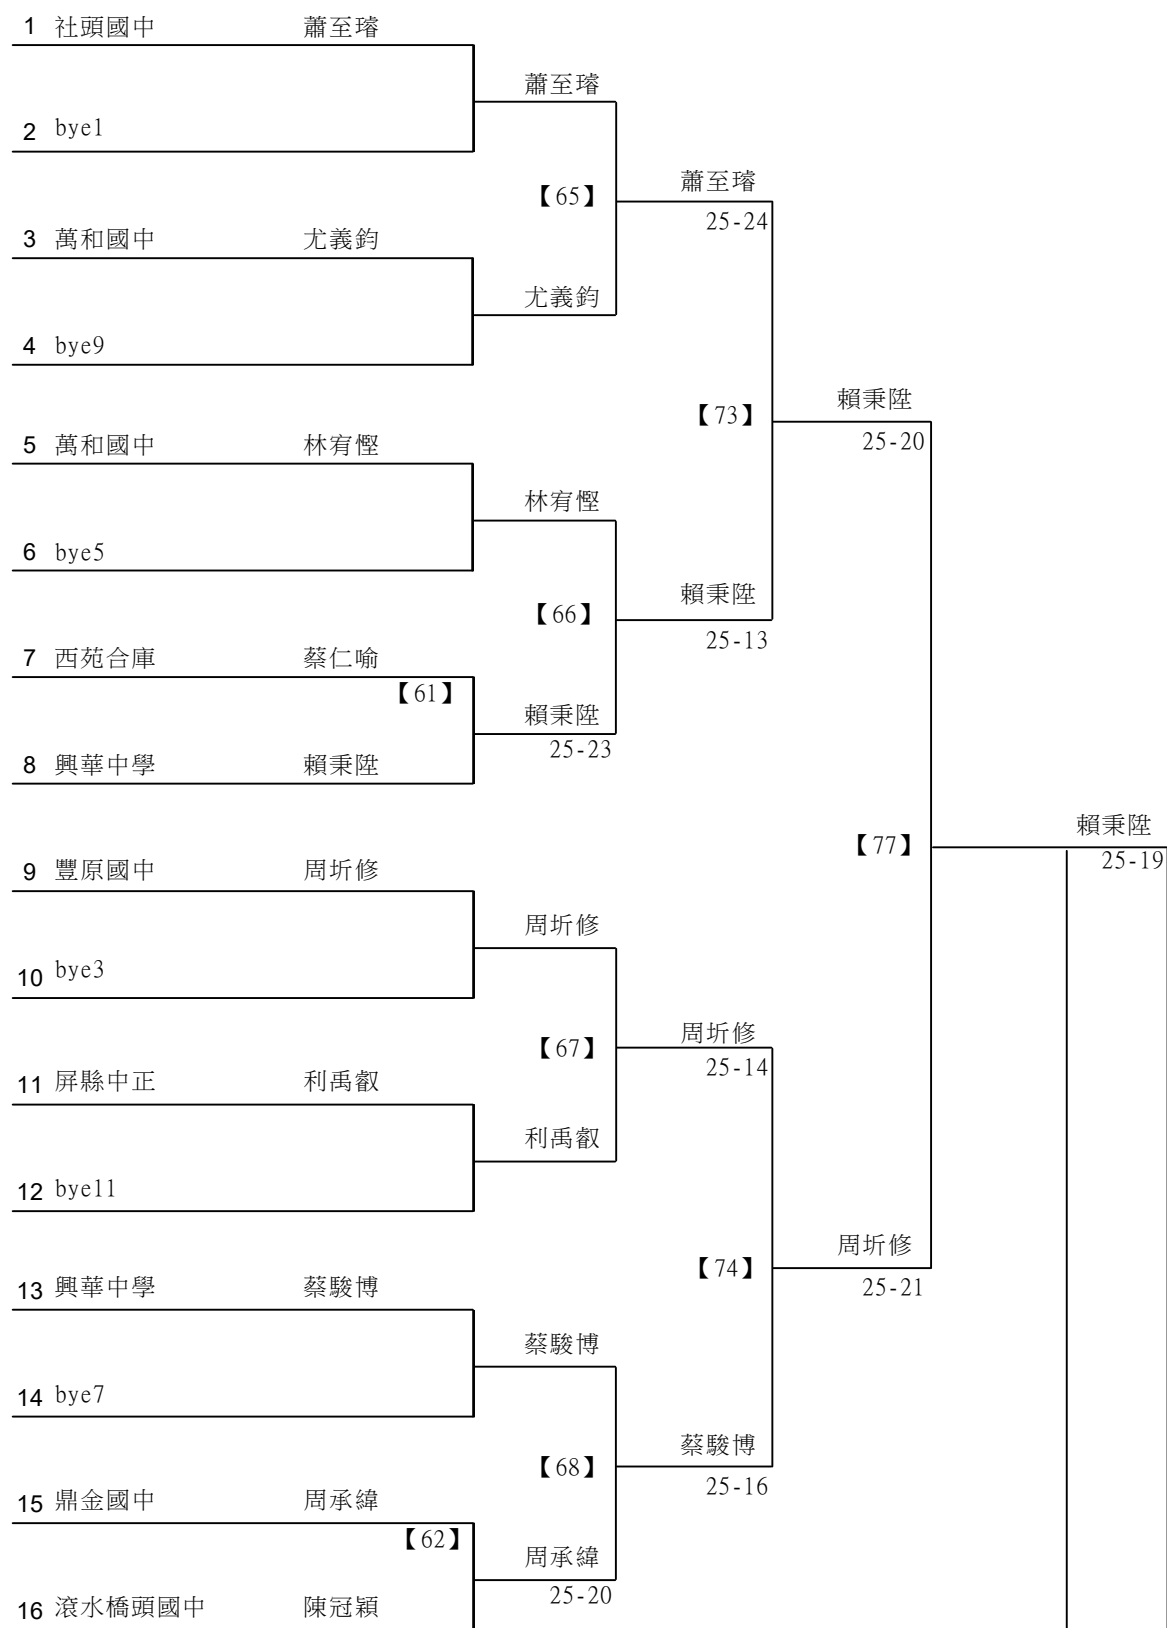 1 社頭國中 蕭至璿
蕭至璿
2 bye1
蕭至璿
【65】
25-24
3 萬和國中 尤義鈞
尤義鈞
4 bye9
賴秉陞
【73】
25-20
5 萬和國中 林宥慳
林宥慳
6 bye5
賴秉陞
【66】
25-13
7 西苑合庫 蔡仁喻
【61】
賴秉陞
25-23
8 興華中學 賴秉陞
賴秉陞
【77】
25-19
9 豐原國中 周圻修
周圻修
10 bye3
周圻修
【67】
25-14
11 屏縣中正 利禹叡
利禹叡
12 bye11
周圻修
【74】
25-21
13 興華中學 蔡駿博
蔡駿博
14 bye7
蔡駿博
【68】
25-16
15 鼎金國中 周承緯
【62】
周承緯
25-20
16 滾水橋頭國中 陳冠穎